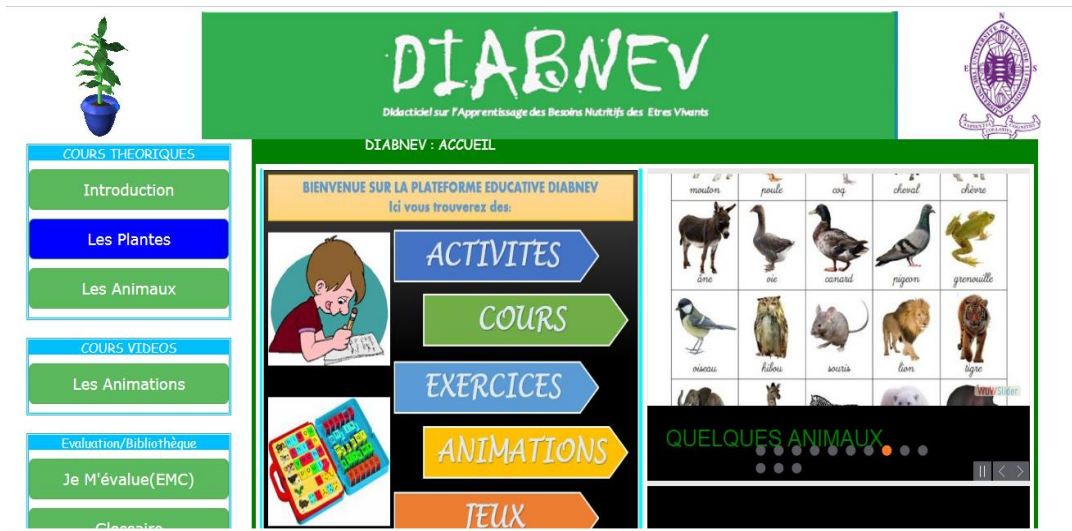 DIABNEV
Didacticiel sur l'Apprentissage des Besoins Nutritifs des Etres Vivants
N
E
S
COURS THEORIQUES
Introduction
Les Plantes
Les Animaux
COURS VIDEOS
Les Animations
Evaluation/Bibliothèque
Je M'évalue(EMC)
Glossaire
DIABNEV : ACCUEIL
BIENVENUE SUR LA PLATEFORME EDUCATIVE DIABNEV
Ici vous trouverez des:
ACTIVITES
COURS
EXERCICES
ANIMATIONS
JEUX
mouton poule coq cheval chèvre
âne oie canard pigeon grenouille
oiseau hibou souris lion tigre
WOWSlider
QUELQUES ANIMAUX